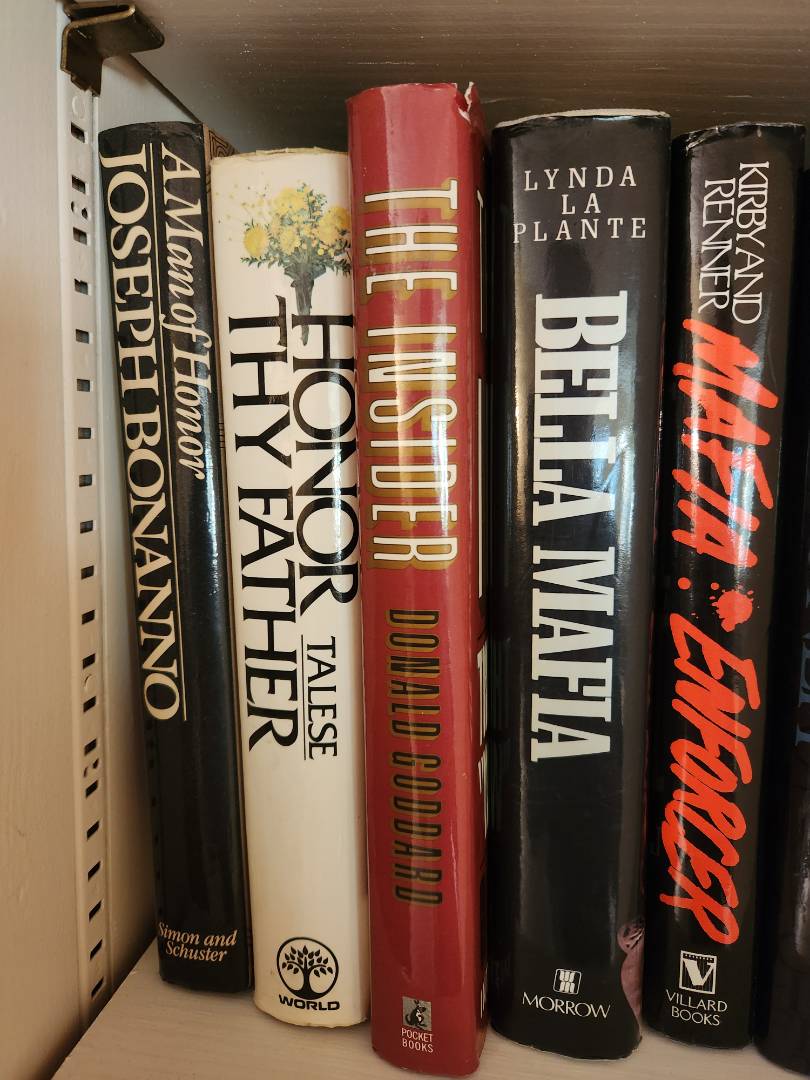 A Man of Honor
JOSEPH BONANNO
Simon and
Schuster
HONOR
THY FATHER
TALESE
WORLD
THE INSIDER
DONALD GODDARD
POCKET
BOOKS
LYNDA
LA
PLANTE
BELLA MAFIA
MORROW
KIRBY AND
RENNER
MAFIA
ENFORCER
VILLARD
BOOKS